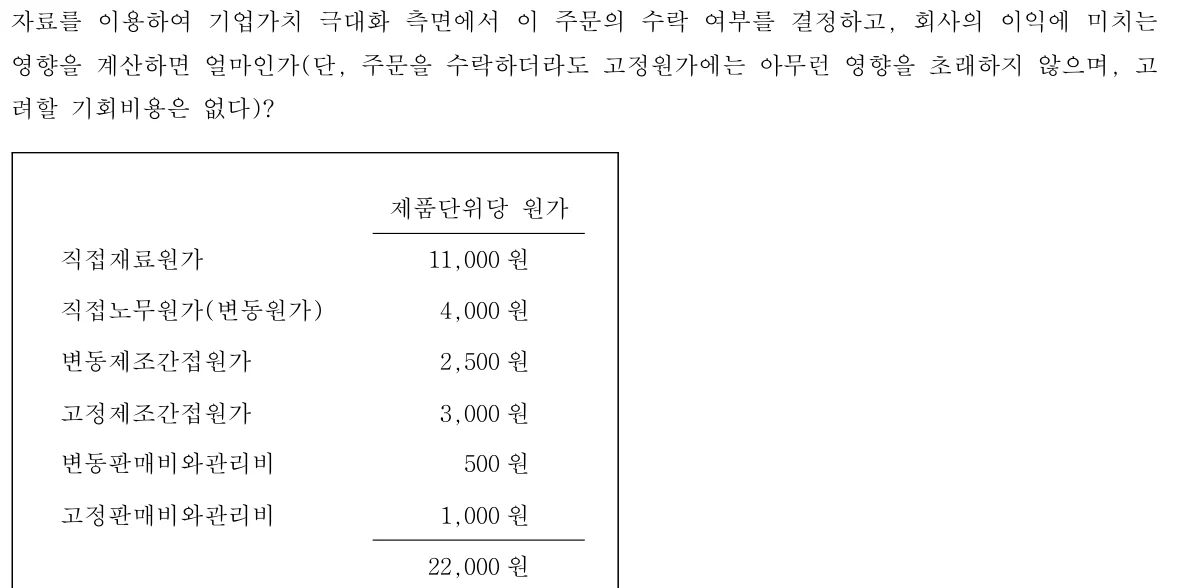 자료를 이용하여 기업가치 극대화 측면에서 이 주문의 수락 여부를 결정하고, 회사의 이익에 미치는
영향을 계산하면 얼마인가(단, 주문을 수락하더라도 고정원가에는 아무런 영향을 초래하지 않으며, 고
려할 기회비용은 없다)?
제품단위당 원가
직접재료원가 11,000 원
직접노무원가(변동원가) 4,000 원
변동제조간접원가 2,500 원
고정제조간접원가 3,000 원
변동판매비와관리비 500 원
고정판매비와관리비 1,000 원
22,000 원